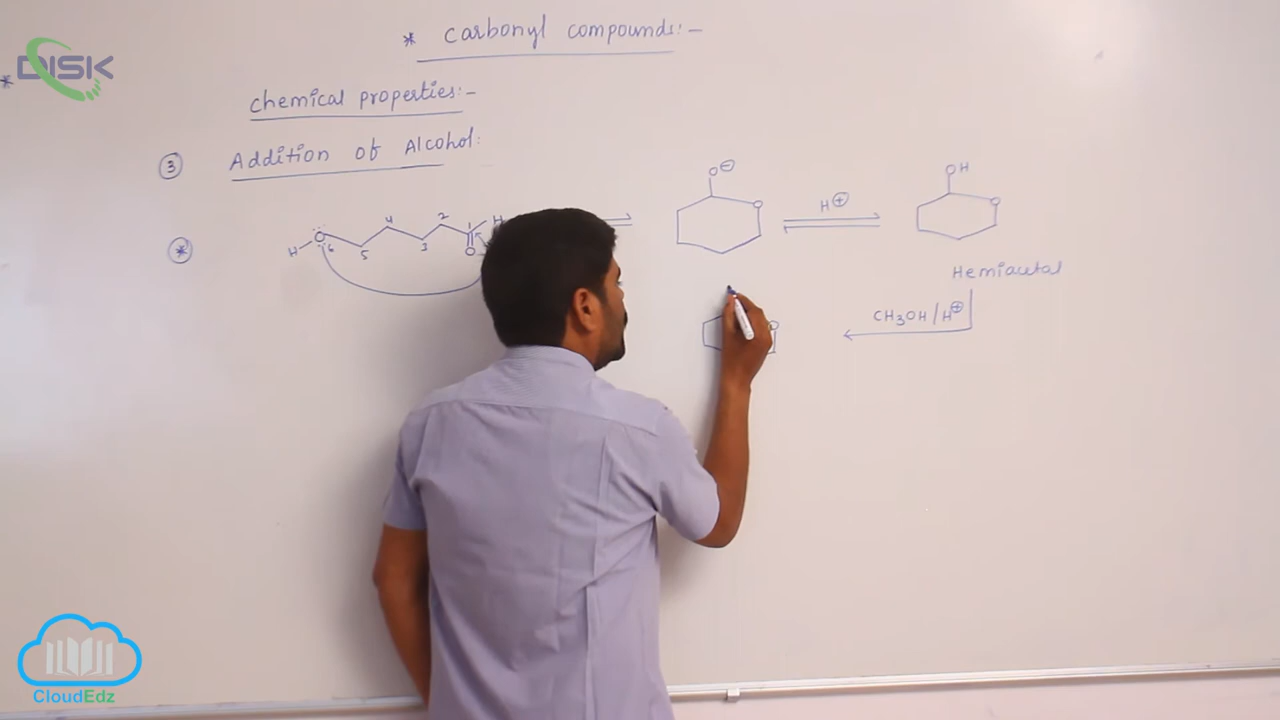 DISK
* Carbonyl compounds:-
*
Chemical properties:-
③ Addition of Alcohol:
O⊖
OH
H⊕
O
O
* H O 6 5 4 3 2 1 H
O
Hemiacetal
CH3OH/H⊕
O
CloudEdz